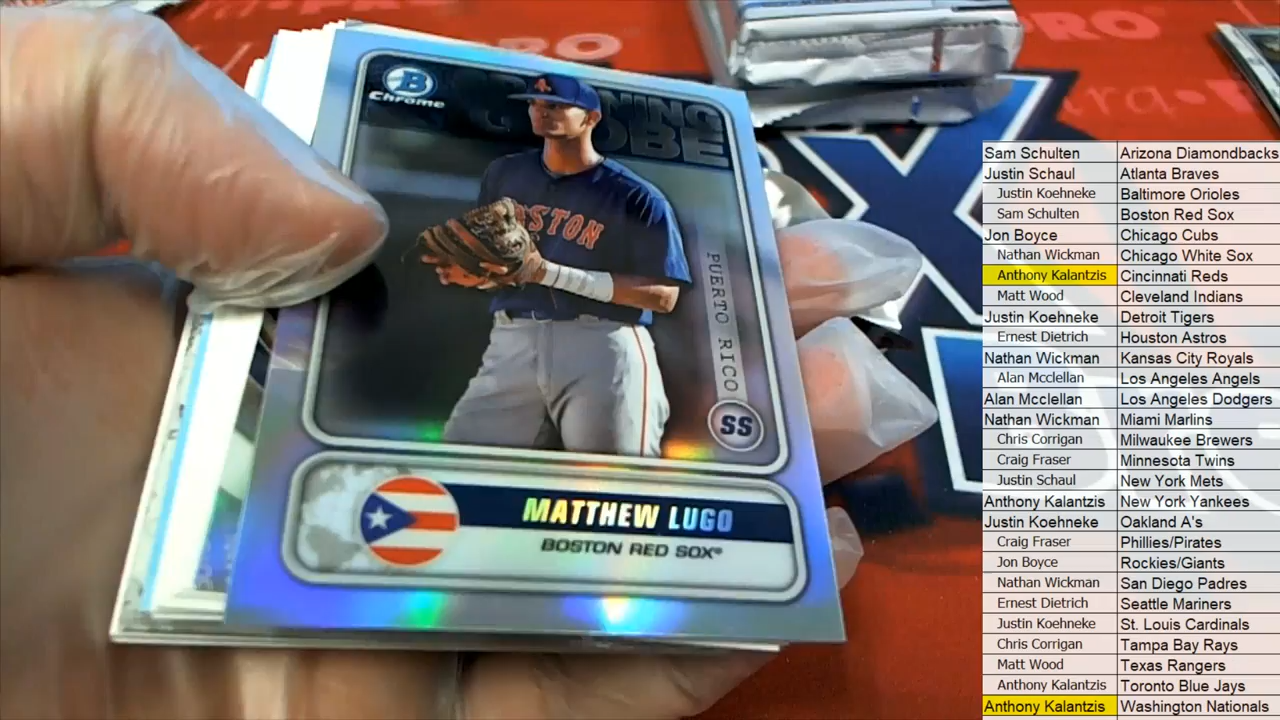 B
Chrome
SPANNING
GLOBE
BOSTON
PUERTO RICO
SS
MATTHEW LUGO
BOSTON RED SOX®
PRO
PRO
Sam Schulten Arizona Diamondbacks
Justin Schaul Atlanta Braves
Justin Koehneke Baltimore Orioles
Sam Schulten Boston Red Sox
Jon Boyce Chicago Cubs
Nathan Wickman Chicago White Sox
Anthony Kalantzis Cincinnati Reds
Matt Wood Cleveland Indians
Justin Koehneke Detroit Tigers
Ernest Dietrich Houston Astros
Nathan Wickman Kansas City Royals
Alan Mcclellan Los Angeles Angels
Alan Mcclellan Los Angeles Dodgers
Nathan Wickman Miami Marlins
Chris Corrigan Milwaukee Brewers
Craig Fraser Minnesota Twins
Justin Schaul New York Mets
Anthony Kalantzis New York Yankees
Justin Koehneke Oakland A's
Craig Fraser Phillies/Pirates
Jon Boyce Rockies/Giants
Nathan Wickman San Diego Padres
Ernest Dietrich Seattle Mariners
Justin Koehneke St. Louis Cardinals
Chris Corrigan Tampa Bay Rays
Matt Wood Texas Rangers
Anthony Kalantzis Toronto Blue Jays
Anthony Kalantzis Washington Nationals